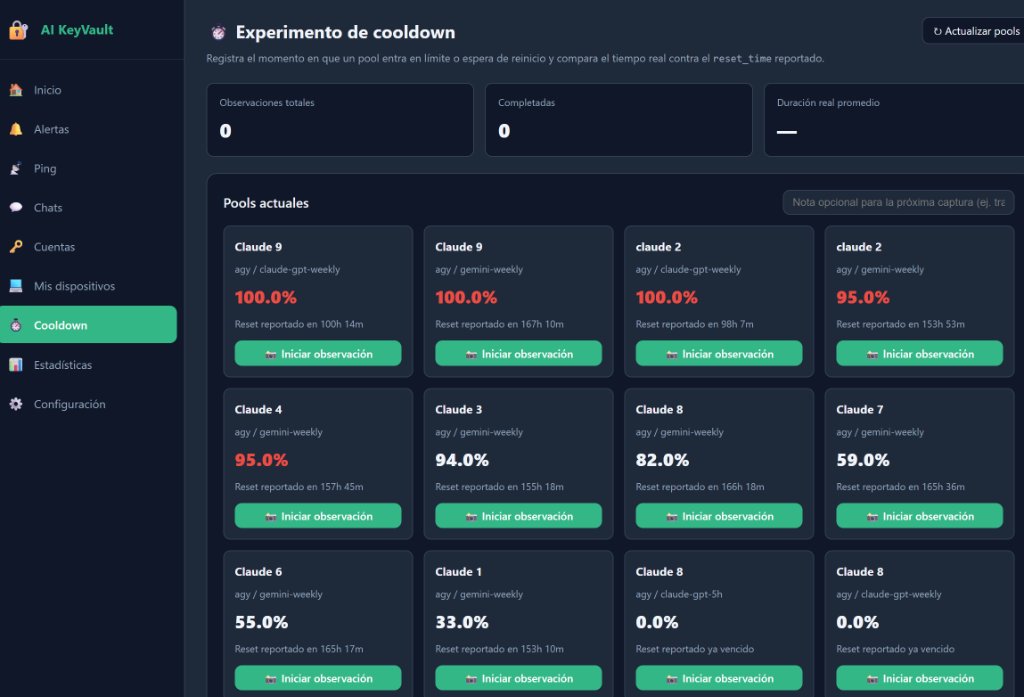 AI KeyVault
Inicio
Alertas
Ping
Chats
Cuentas
Mis dispositivos
Cooldown
Estadísticas
Configuración
Experimento de cooldown
↻ Actualizar pools
Registra el momento en que un pool entra en límite o espera de reinicio y compara el tiempo real contra el reset_time reportado.
Observaciones totales
0
Completadas
0
Duración real promedio
—
Pools actuales
Nota opcional para la próxima captura (ej. tra
Claude 9
agy / claude-gpt-weekly
100.0%
Reset reportado en 100h 14m
Iniciar observación
Claude 9
agy / gemini-weekly
100.0%
Reset reportado en 167h 10m
Iniciar observación
claude 2
agy / claude-gpt-weekly
100.0%
Reset reportado en 98h 7m
Iniciar observación
claude 2
agy / gemini-weekly
95.0%
Reset reportado en 153h 53m
Iniciar observación
Claude 4
agy / gemini-weekly
95.0%
Reset reportado en 157h 45m
Iniciar observación
Claude 3
agy / gemini-weekly
94.0%
Reset reportado en 155h 18m
Iniciar observación
Claude 8
agy / gemini-weekly
82.0%
Reset reportado en 166h 18m
Iniciar observación
Claude 7
agy / gemini-weekly
59.0%
Reset reportado en 165h 36m
Iniciar observación
Claude 6
agy / gemini-weekly
55.0%
Reset reportado en 165h 17m
Iniciar observación
Claude 1
agy / gemini-weekly
33.0%
Reset reportado en 153h 10m
Iniciar observación
Claude 8
agy / claude-gpt-5h
0.0%
Reset reportado ya vencido
Iniciar observación
Claude 8
agy / claude-gpt-weekly
0.0%
Reset reportado ya vencido
Iniciar observación